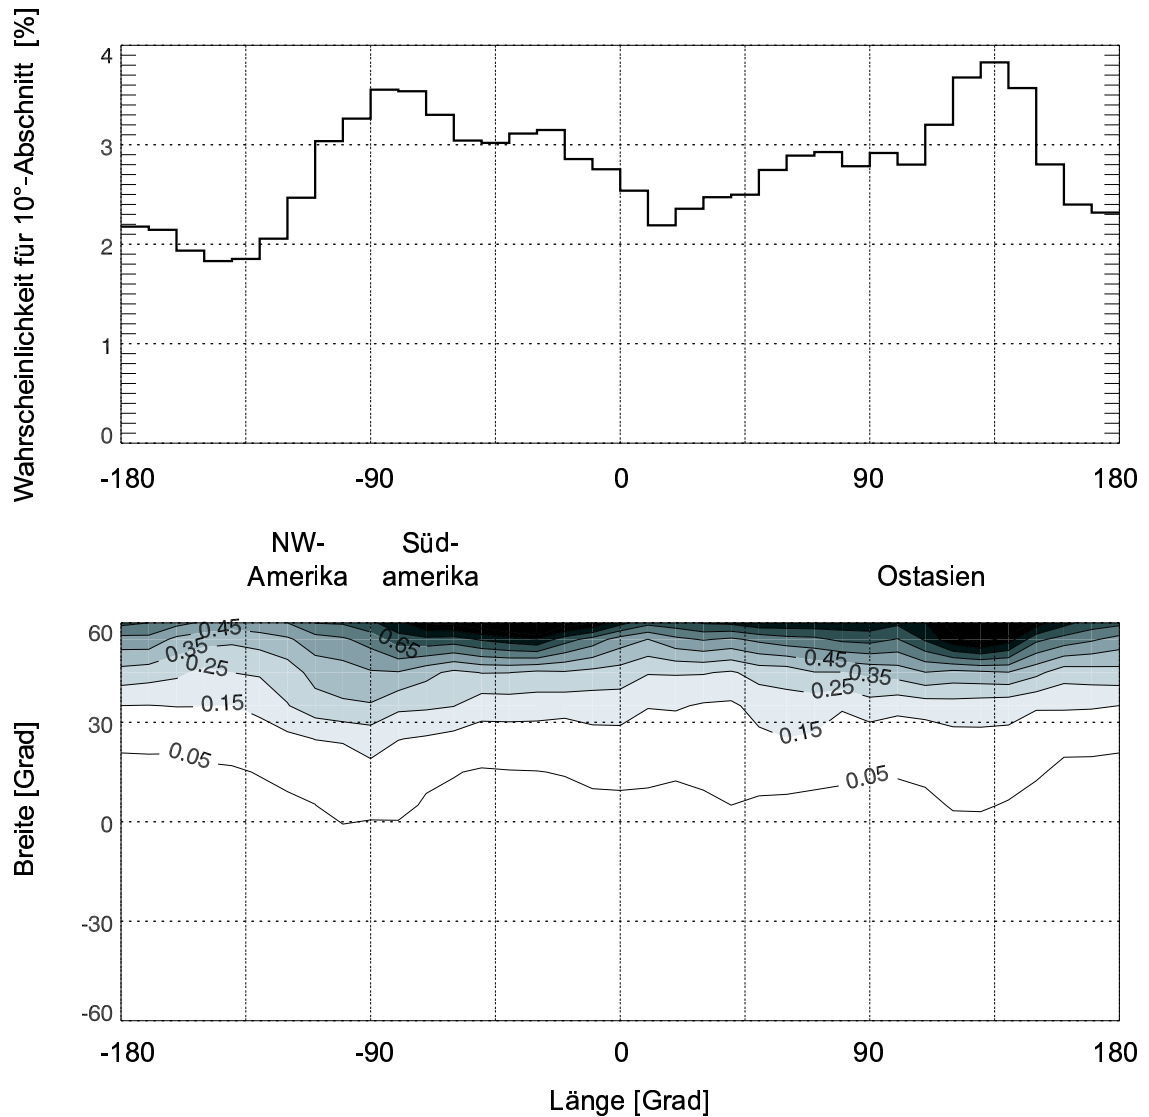 Wahrscheinlichkeit für 10°-Abschnitt [%]
4
3
2
1
0
-180 -90 0 90 180
NW-
Amerika
Süd-
amerika
Ostasien
Breite [Grad]
60
30
0
-30
-60
0.45
0.35
0.25
0.15
0.05
0.65
0.45
0.35
0.25
0.15
0.05
-180 -90 0 90 180
Länge [Grad]